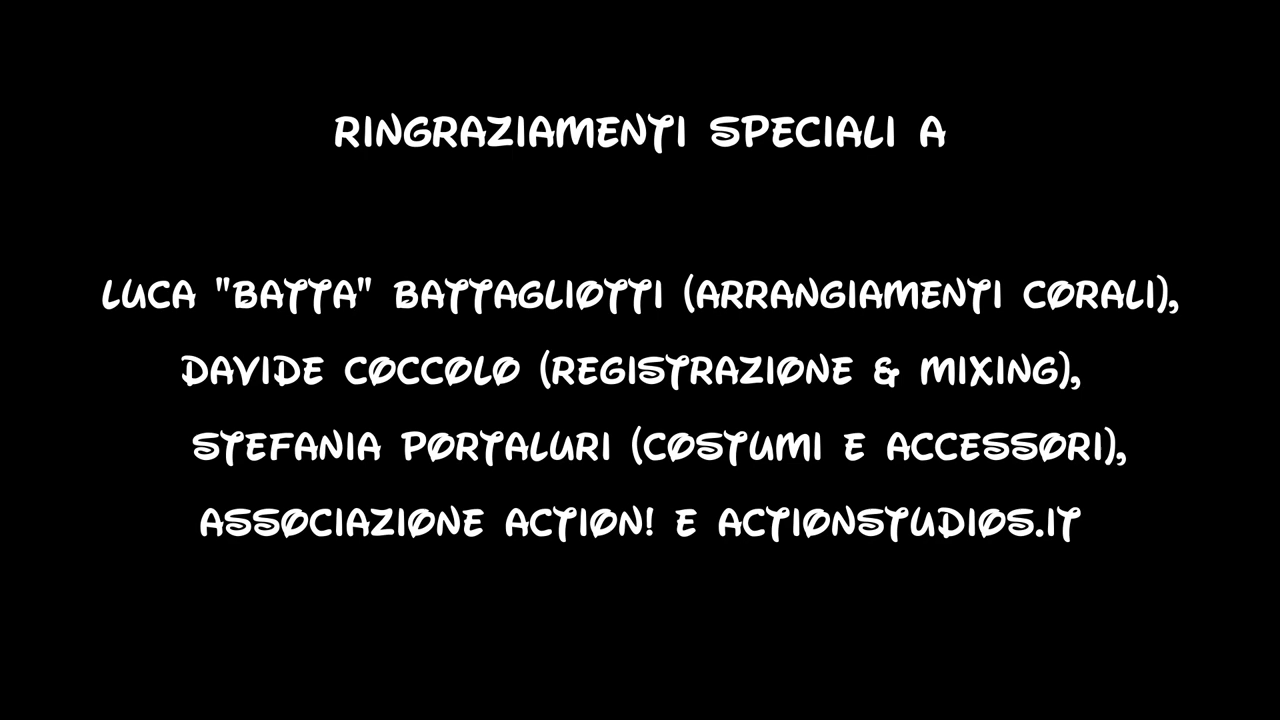 RINGRAZIAMENTI SPECIALI A
LUCA "BATTA" BATTAGLIOTTI (ARRANGIAMENTI CORALI),
DAVIDE COCCOLO (REGISTRAZIONE & MIXING),
STEFANIA PORTALURI (COSTUMI E ACCESSORI),
ASSOCIAZIONE ACTION! E ACTIONSTUDIOS.IT